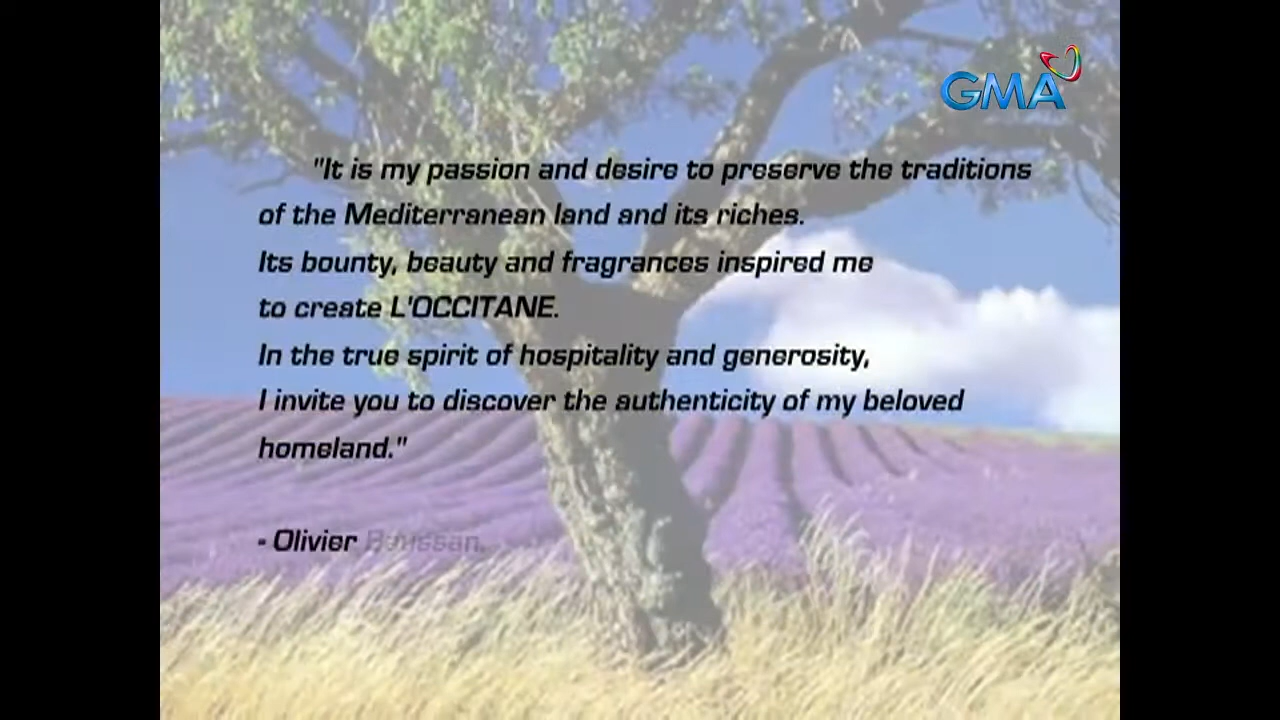 GMA
"It is my passion and desire to preserve the traditions
of the Mediterranean land and its riches.
Its bounty, beauty and fragrances inspired me
to create L'OCCITANE.
In the true spirit of hospitality and generosity,
I invite you to discover the authenticity of my beloved
homeland."
- Olivier Baussan,